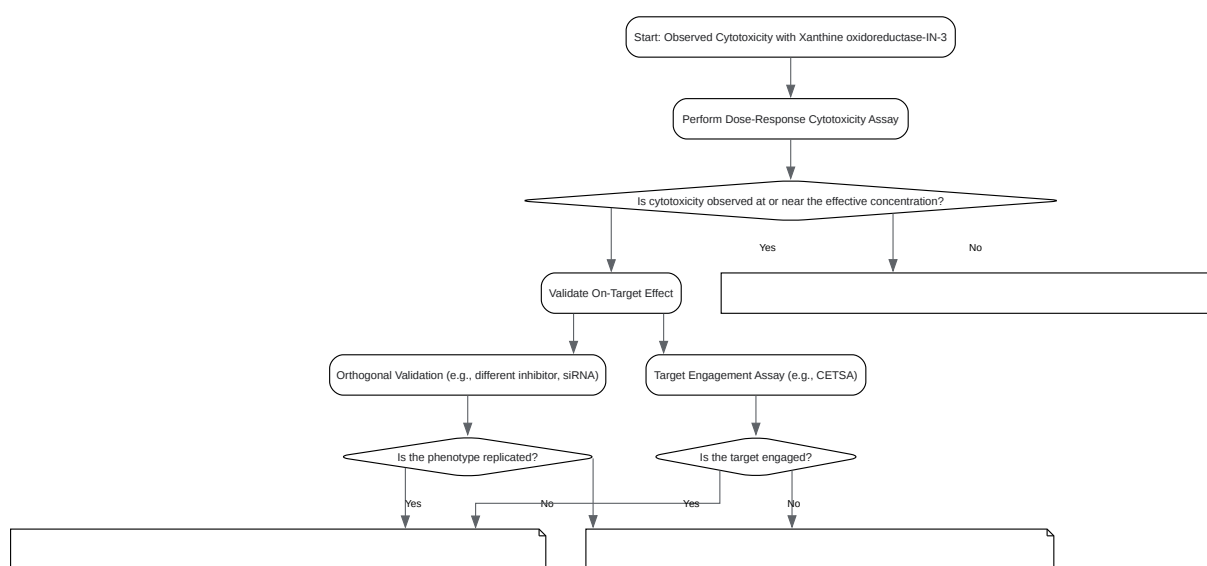 Start: Observed Cytotoxicity with Xanthine oxidoreductase-IN-3
Perform Dose-Response Cytotoxicity Assay
Is cytotoxicity observed at or near the effective concentration?
Yes
No
Validate On-Target Effect
Orthogonal Validation (e.g., different inhibitor, siRNA)
Target Engagement Assay (e.g., CETSA)
Is the phenotype replicated?
Is the target engaged?
Yes
No
Yes
No